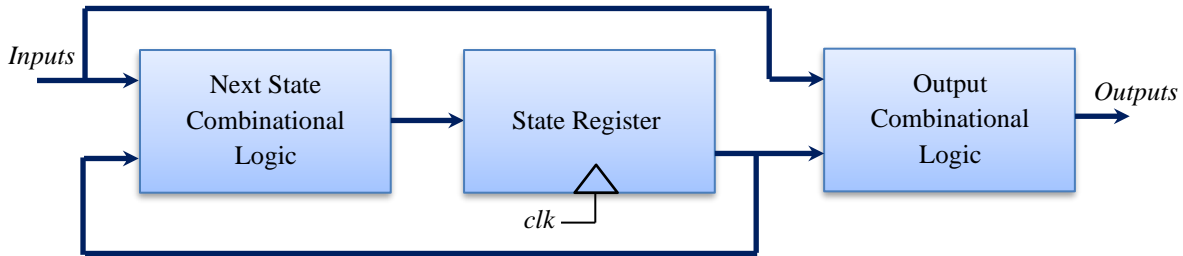 Inputs
Next State
Combinational
Logic
State Register
clk
Output
Combinational
Logic
Outputs